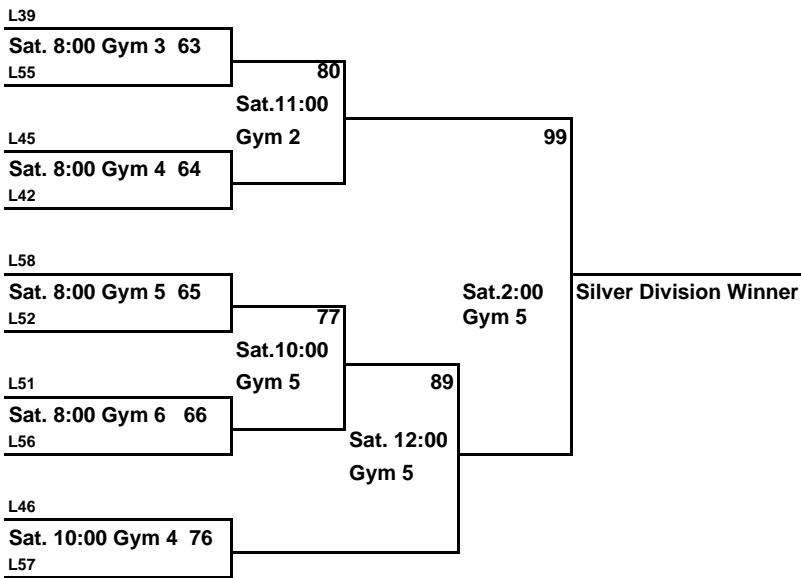 L39
Sat. 8:00 Gym 3 63
L55
80
Sat.11:00
Gym 2
L45
99
Sat. 8:00 Gym 4 64
L42
L58
Sat. 8:00 Gym 5 65
Sat.2:00
Silver Division Winner
L52
77
Gym 5
Sat.10:00
L51
Gym 5
89
Sat. 8:00 Gym 6 66
L56
Sat. 12:00
Gym 5
L46
Sat. 10:00 Gym 4 76
L57